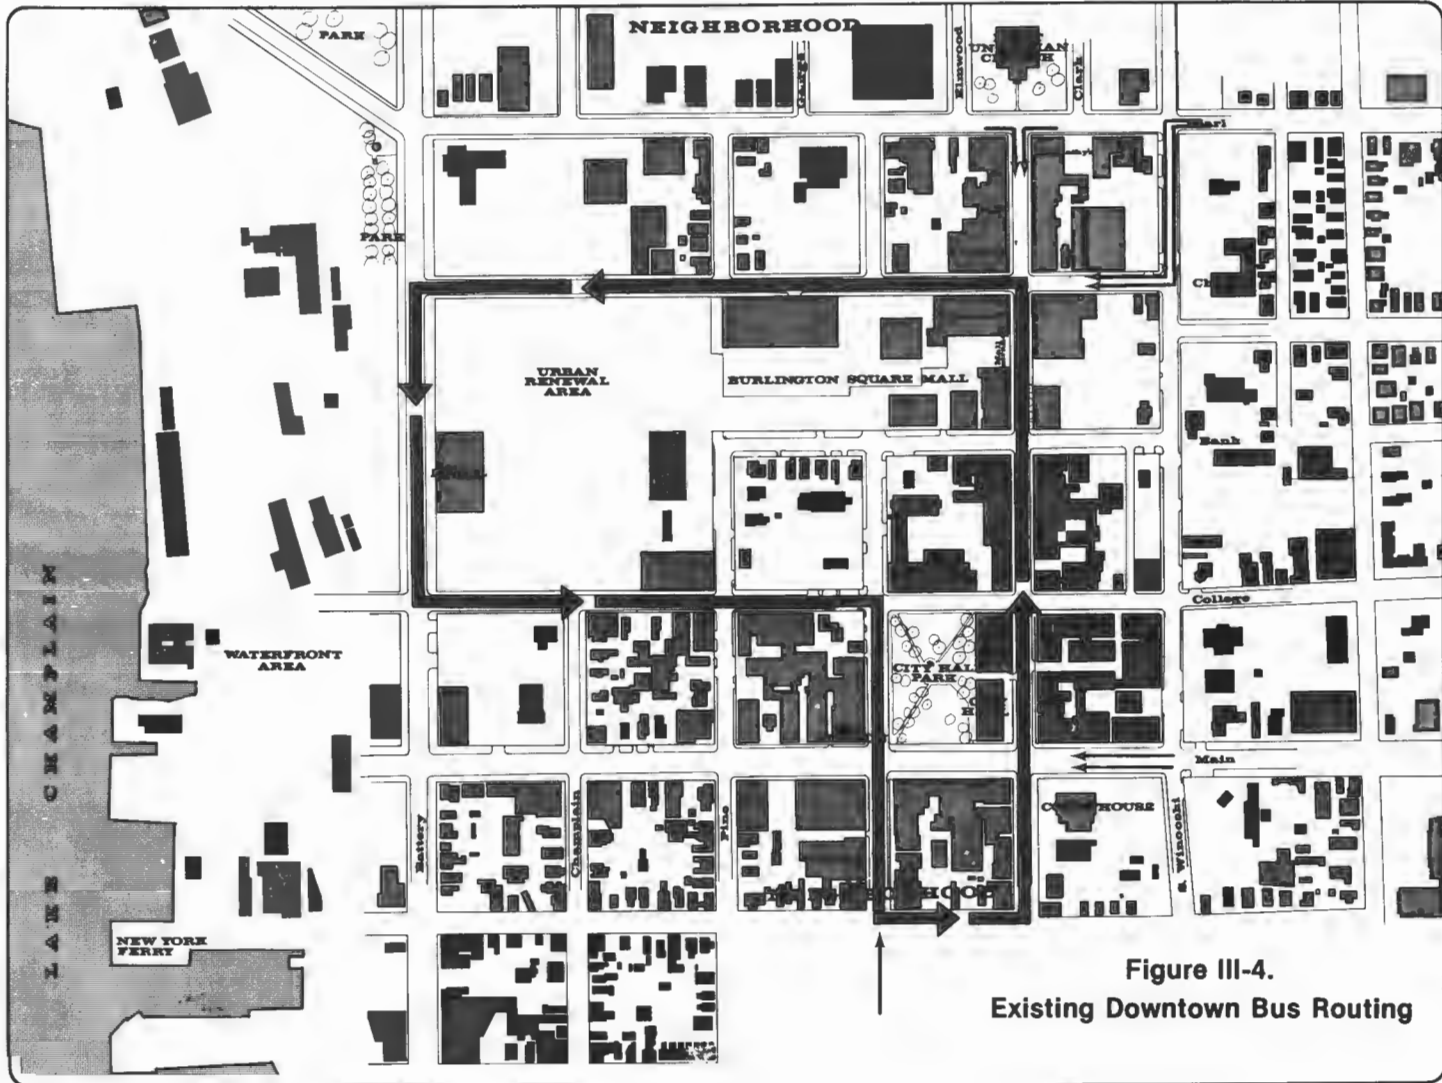 NEIGHBORHOOD
PARK
Elmwood
Clark
PARK
URBAN
RENEWAL
AREA
BURLINGTON SQUARE MALL
Mall
Bank
College
LAKE CHAMPLAIN
WATERFRONT
AREA
CITY HALL
PARK
Main
Battery
Champlain
Pine
S. Winooski
NEW YORK
FERRY
Figure III-4.
Existing Downtown Bus Routing